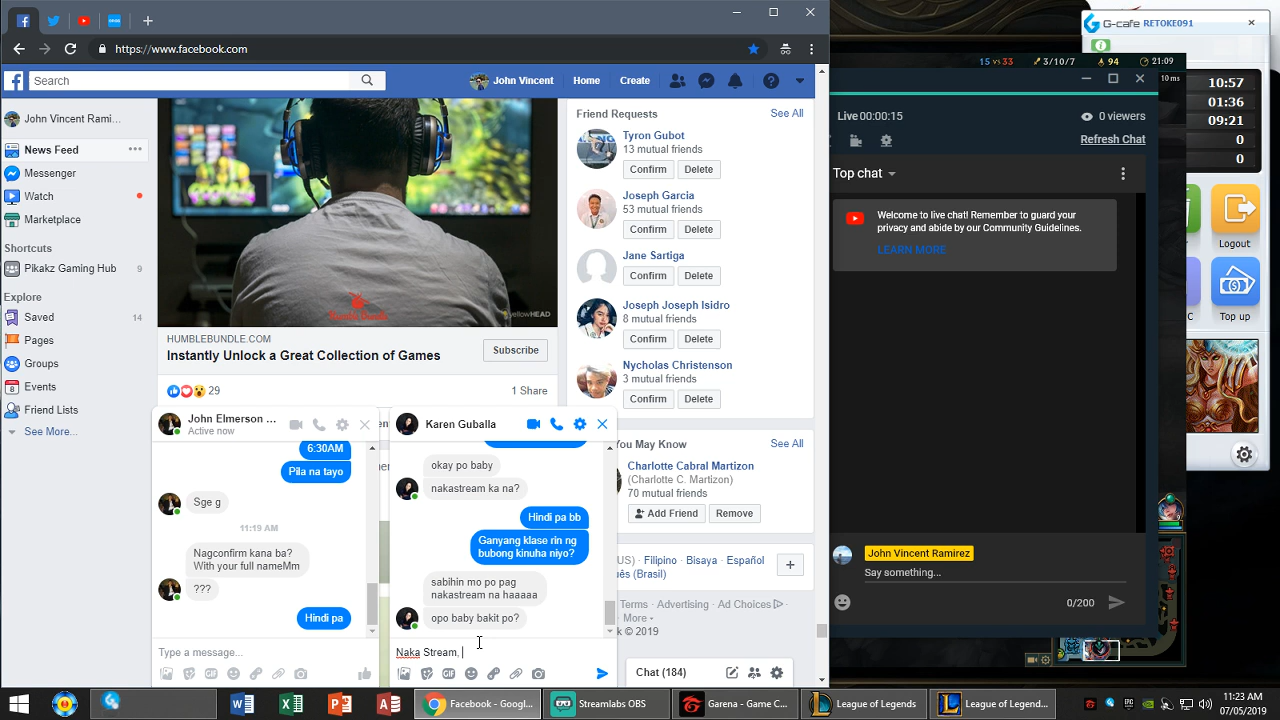 https://www.facebook.com
Search
John Vincent
Home
Create
John Vincent Rami...
News Feed
Messenger
Watch
Marketplace
Shortcuts
Pikakz Gaming Hub 9
Explore
Saved 14
Pages
Groups
Events
Friend Lists
See More...
Humble Bundle
yellowHEAD
HUMBLEBUNDLE.COM
Instantly Unlock a Great Collection of Games
Subscribe
29
1 Share
Friend Requests
See All
Tyron Gubot
13 mutual friends
Confirm Delete
Joseph Garcia
53 mutual friends
Confirm Delete
Jane Sartiga
Confirm Delete
Joseph Joseph Isidro
8 mutual friends
Confirm Delete
Nycholas Christenson
3 mutual friends
Confirm Delete
You May Know
See All
Charlotte Cabral Martizon
(Charlotte C. Martizon)
70 mutual friends
Add Friend Remove
US) · Filipino · Bisaya · Español
uês (Brasil)
Terms · Advertising · Ad Choices
More
k © 2019
Chat (184)
John Elmerson ...
Active now
6.30AM
Pila na tayo
Sge g
11:19 AM
Nagconfirm kana ba?
With your full nameMm
???
Hindi pa
Type a message...
Karen Guballa
okay po baby
nakastream ka na?
Hindi pa bb
Ganyang klase rin ng
bubong kinuha niyo?
sabihin mo po pag
nakastream na haaaaa
opo baby bakit po?
Naka Stream,
15 vs 33 3/10/7 94 21:09
10 ms
Live 00:00:15
0 viewers
Refresh Chat
Top chat
Welcome to live chat! Remember to guard your
privacy and abide by our Community Guidelines.
LEARN MORE
John Vincent Ramirez
Say something...
0/200
G-cafe RETOKE091
10:57
01:36
09:21
0
0
Logout
C
Top up
Facebook - Googl...
Streamlabs OBS
Garena - Game C...
League of Legends
League of Legend...
11:23 AM
07/05/2019